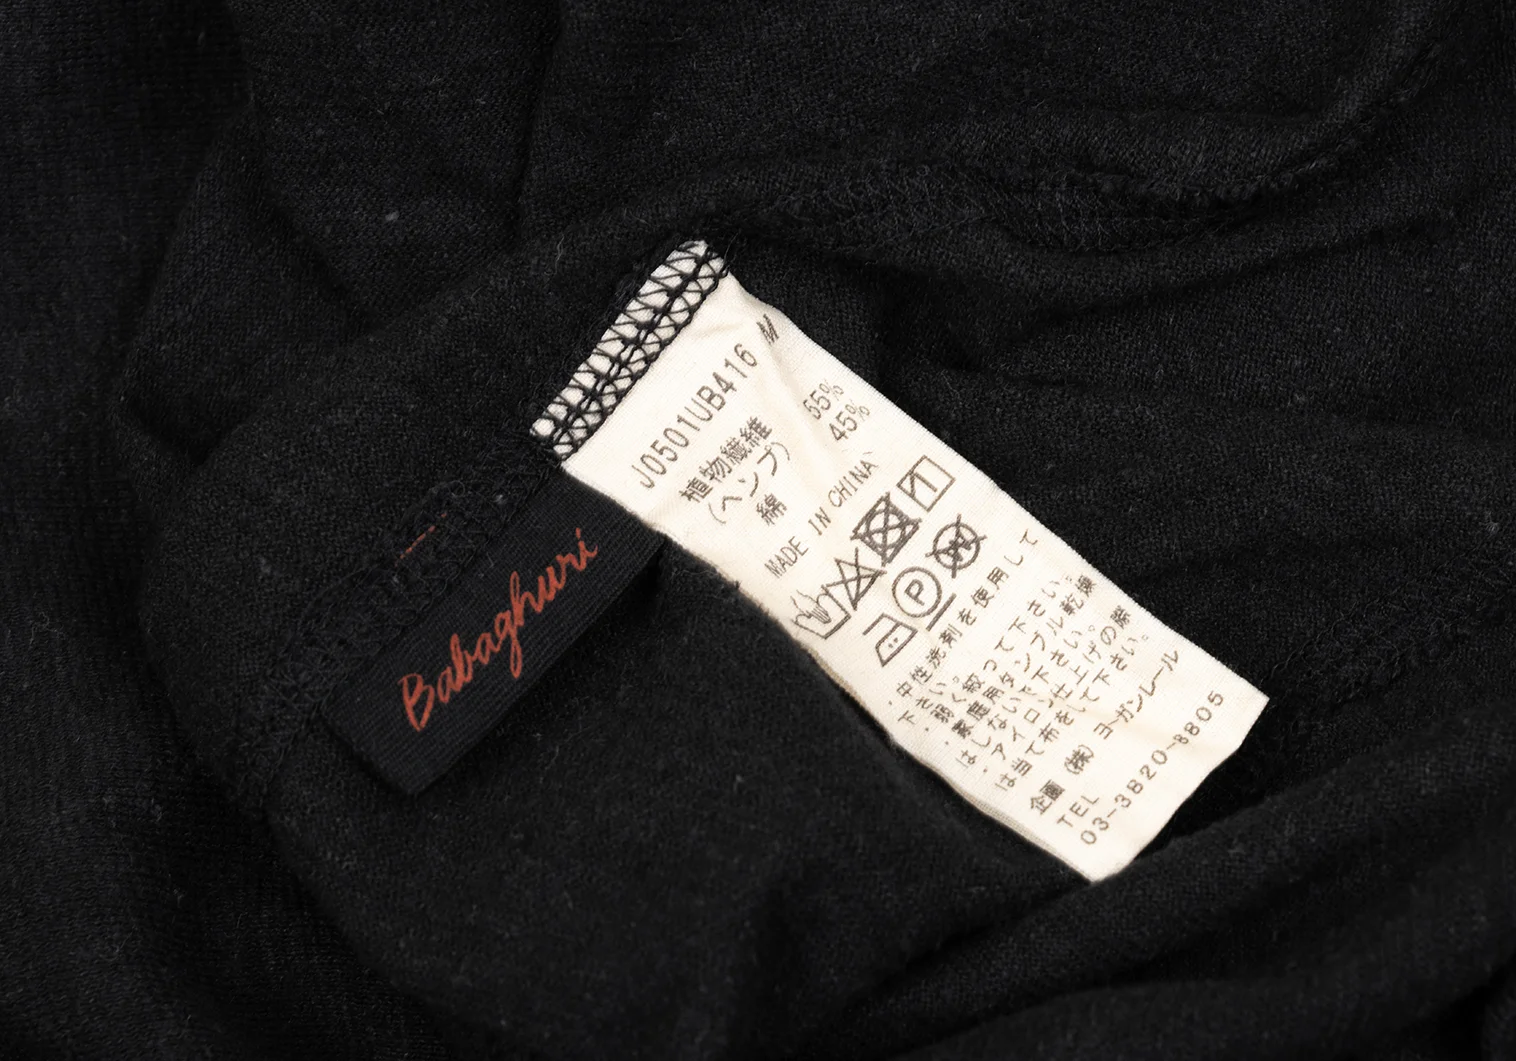 Babaghuri
J0501UB416 M
植物繊維 55%
(ヘンプ)
綿 45%
MADE IN CHINA
P
W
・中性洗剤を使用して
下さい。
・弱く絞って下さい。
・家庭用タンブル乾燥
はしないで下さい。
・アイロン仕上げの際
は当て布をして下さい。
企画 (株) ヨーガンレール
TEL
03-3820-8805